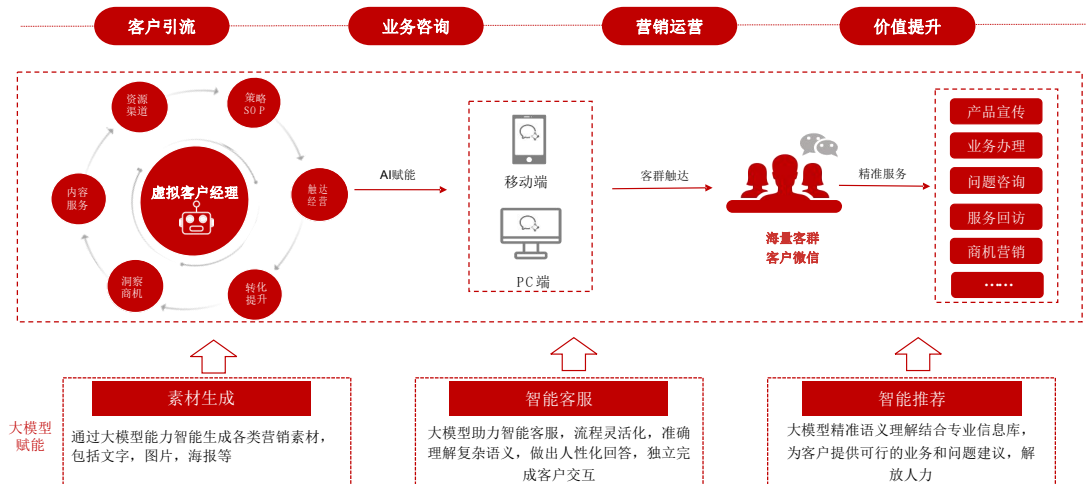 客户引流
业务咨询
营销运营
价值提升
资源
渠道
策略
SOP
内容
服务
虚拟客户经理
触达
经营
洞察
商机
转化
提升
AI赋能
移动端
PC端
客群触达
海量客群
客户微信
精准服务
产品宣传
业务办理
问题咨询
服务回访
商机营销
……
大模型
赋能
素材生成
通过大模型能力智能生成各类营销素材，
包括文字，图片，海报等
智能客服
大模型助力智能客服，流程灵活化，准确
理解复杂语义，做出人性化回答，独立完
成客户交互
智能推荐
大模型精准语义理解结合专业信息库，
为客户提供可行的业务和问题建议，解
放人力